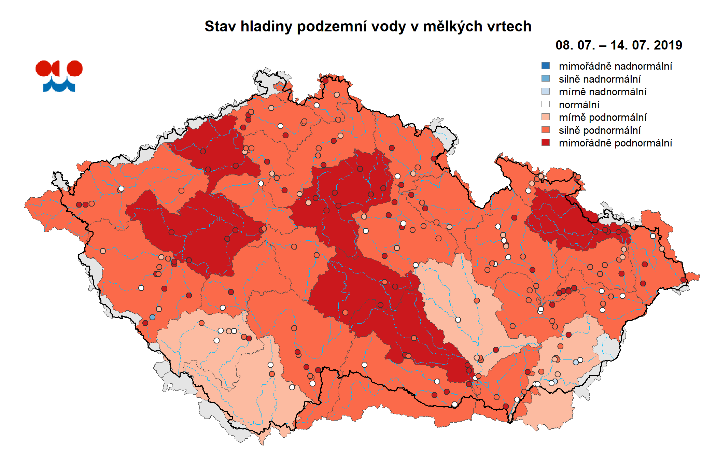 Stav hladiny podzemní vody v mělkých vrtech
08. 07. – 14. 07. 2019
mimořádně nadnormální
silně nadnormální
mírně nadnormální
normální
mírně podnormální
silně podnormální
mimořádně podnormální